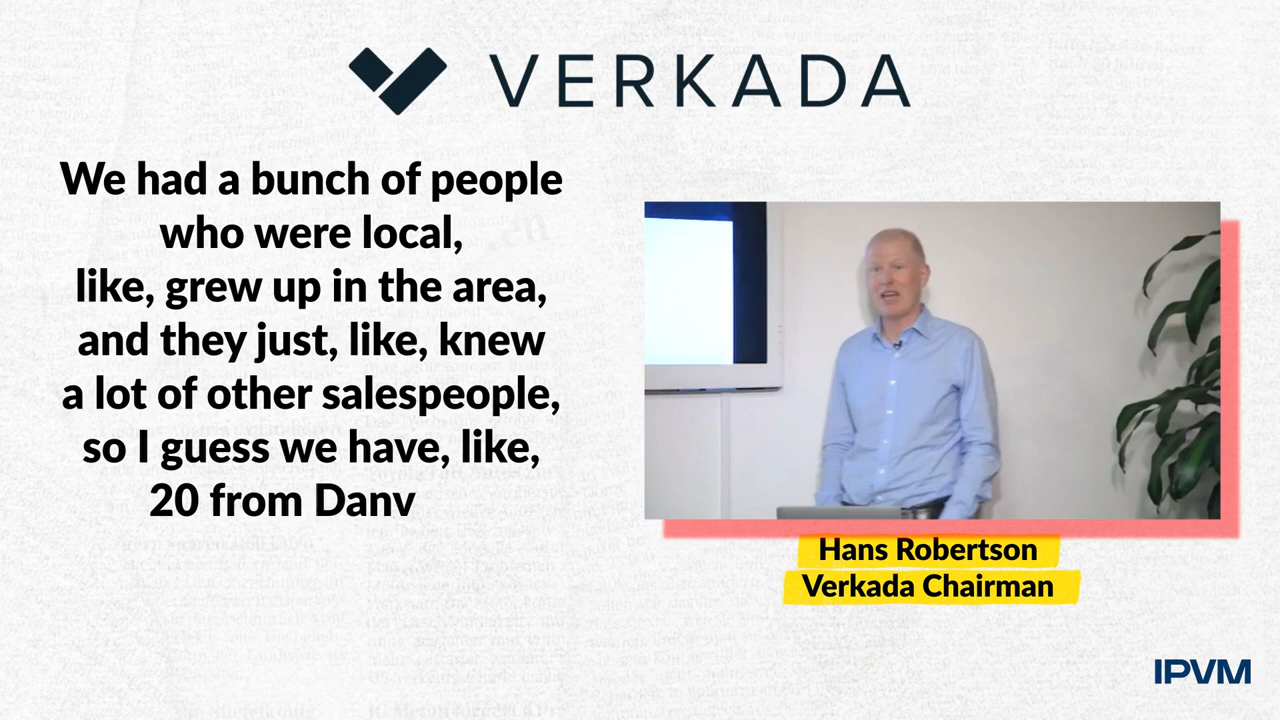 VERKADA
We had a bunch of people
who were local,
like, grew up in the area,
and they just, like, knew
a lot of other salespeople,
so I guess we have, like,
20 from Danv
Hans Robertson
Verkada Chairman
IPVM